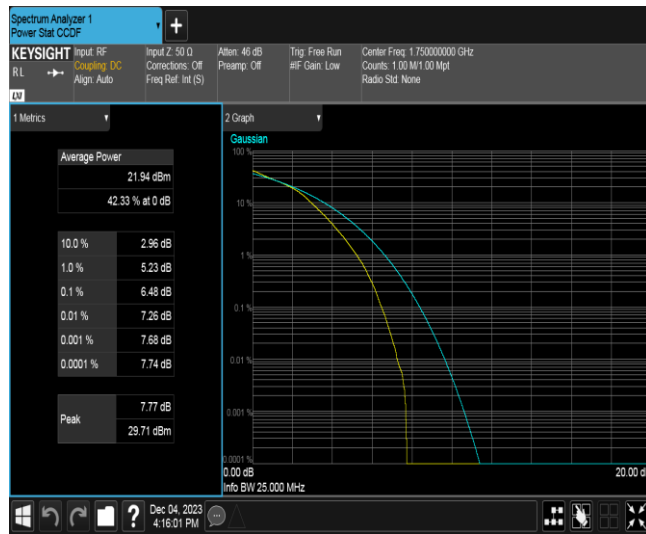 Spectrum Analyzer 1
Power Stat CCDF
+
KEYSIGHT
RL
LXI
Input: RF
Coupling: DC
Align: Auto
Input Z: 50 Ω
Corrections: Off
Freq Ref: Int (S)
Atten: 46 dB
Preamp: Off
Trig: Free Run
#IF Gain: Low
Center Freq: 1.750000000 GHz
Counts: 1.00 M/1.00 Mpt
Radio Std: None
1 Metrics
Average Power
21.94 dBm
42.33 % at 0 dB
10.0 % 2.96 dB
1.0 % 5.23 dB
0.1 % 6.48 dB
0.01 % 7.26 dB
0.001 % 7.68 dB
0.0001 % 7.74 dB
Peak
7.77 dB
29.71 dBm
2 Graph
Gaussian
100 %
10 %
1 %
0.1 %
0.01 %
0.001 %
0.0001 %
0.00 dB
20.00 d
Info BW 25.000 MHz
?
Dec 04, 2023
4:16:01 PM